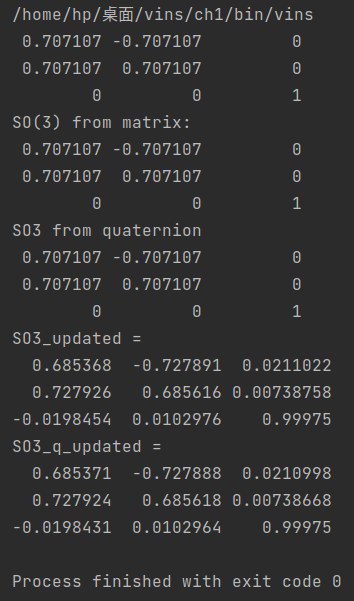 /home/hp/桌面/vins/ch1/bin/vins
0.707107 -0.707107 0
0.707107 0.707107 0
0 0 1
SO(3) from matrix:
0.707107 -0.707107 0
0.707107 0.707107 0
0 0 1
SO3 from quaternion
0.707107 -0.707107 0
0.707107 0.707107 0
0 0 1
SO3_updated =
0.685368 -0.727891 0.0211022
0.727926 0.685616 0.00738758
-0.0198454 0.0102976 0.99975
SO3_q_updated =
0.685371 -0.727888 0.0210998
0.727924 0.685618 0.00738668
-0.0198431 0.0102964 0.99975
Process finished with exit code 0